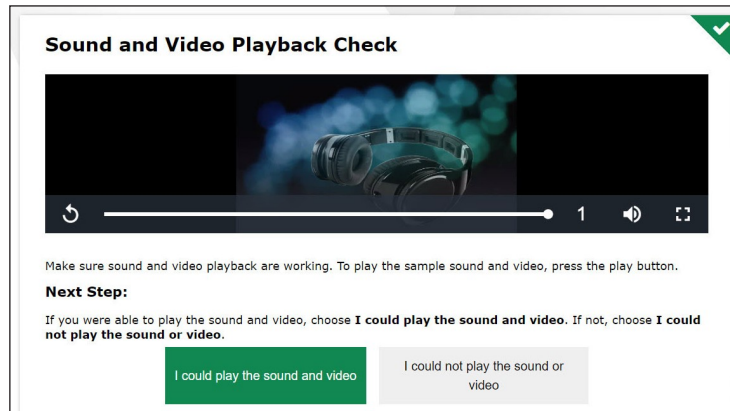 Sound and Video Playback Check
1
Make sure sound and video playback are working. To play the sample sound and video, press the play button.
Next Step:
If you were able to play the sound and video, choose I could play the sound and video. If not, choose I could
not play the sound or video.
I could play the sound and video
I could not play the sound or
video